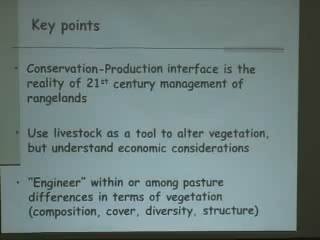 Key points
• Conservation-Production interface is the
reality of 21st century management of
rangelands
• Use livestock as a tool to alter vegetation,
but understand economic considerations
• "Engineer" within or among pasture
differences in terms of vegetation
(composition, cover, diversity, structure)